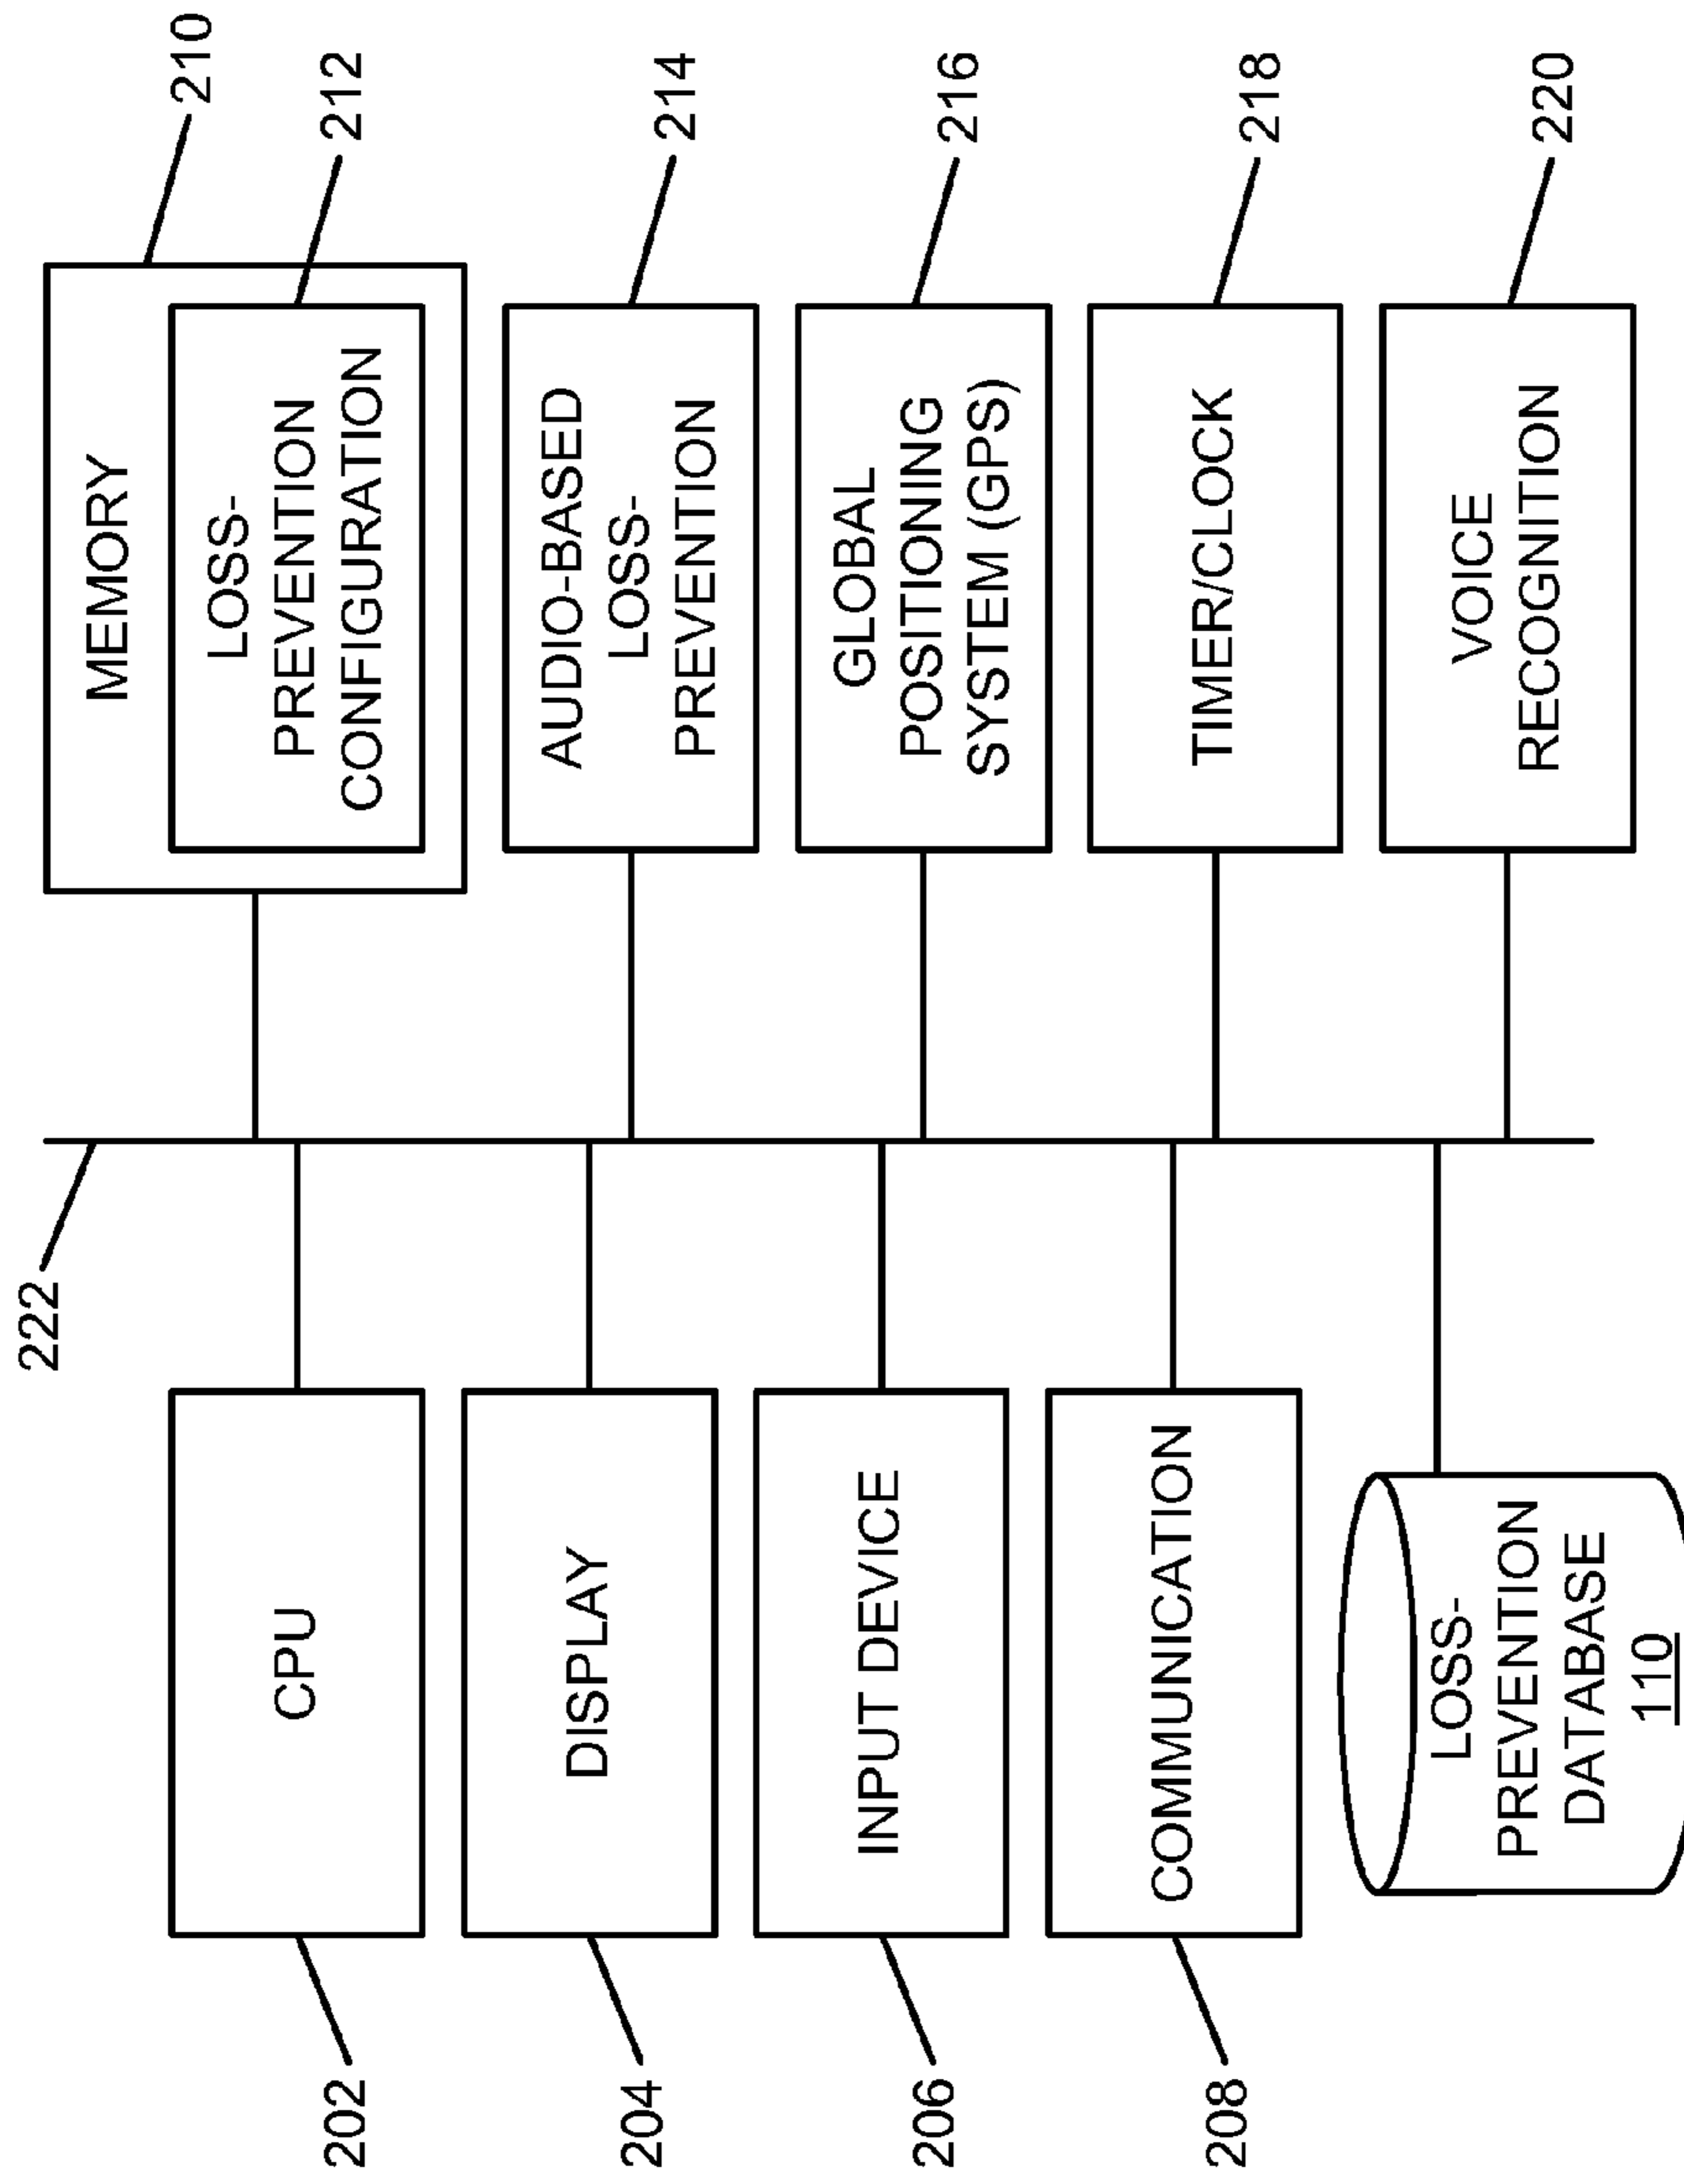 222
202
CPU
204
DISPLAY
206
INPUT DEVICE
208
COMMUNICATION
LOSS-
PREVENTION
DATABASE
110
MEMORY
210
LOSS-
PREVENTION
CONFIGURATION
212
AUDIO-BASED
LOSS-
PREVENTION
214
GLOBAL
POSITIONING
SYSTEM (GPS)
216
TIMER/CLOCK
218
VOICE
RECOGNITION
220